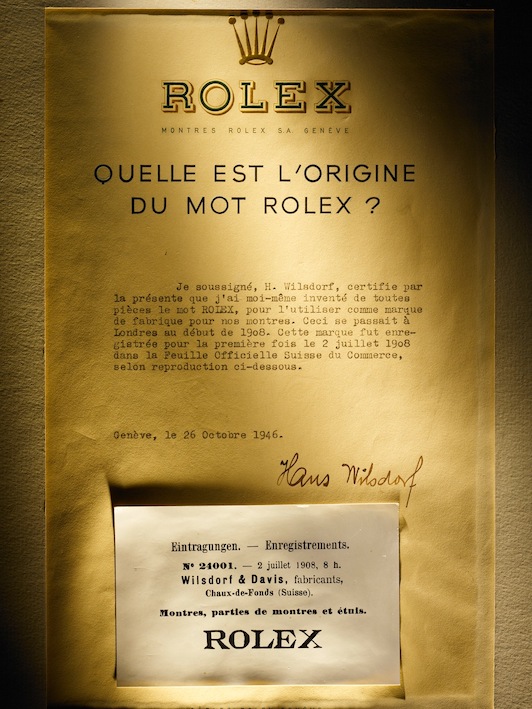 ROLEX
MONTRES ROLEX S.A. GENÈVE
QUELLE EST L'ORIGINE
DU MOT ROLEX ?
Je soussigné, H. Wilsdorf, certifie par
la présente que j'ai moi-même inventé de toutes
pièces le mot ROLEX, pour l'utiliser comme marque
de fabrique pour nos montres. Ceci se passait à
Londres au début de 1908. Cette marque fut enre-
gistrée pour la première fois le 2 juillet 1908
dans la Feuille Officielle Suisse du Commerce,
selon reproduction ci-dessous.
Genève, le 26 Octobre 1946.
Hans Wilsdorf
Eintragungen. — Enregistrements.
Nº 24001. — 2 juillet 1908, 8 h.
Wilsdorf & Davis, fabricants,
Chaux-de-Fonds (Suisse).
Montres, parties de montres et étuis.
ROLEX